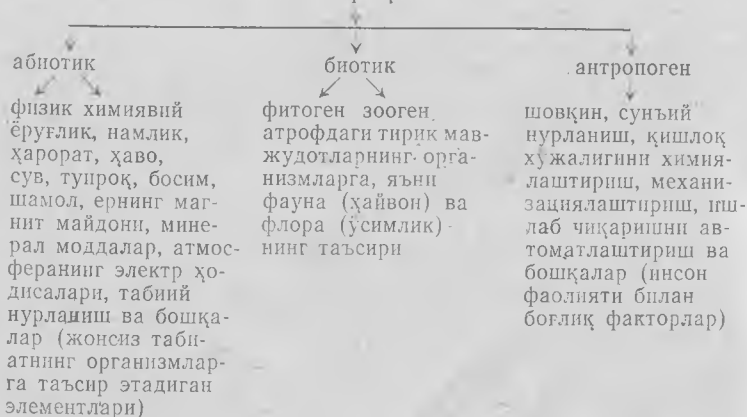 абиотик
физик химиявий
ёруғлик, намлик,
ҳарорат, ҳаво,
сув, тупроқ, босим,
шамол, ернинг маг-
нит майдони, мине-
рал моддалар, атмос-
феранинг электр ҳо-
дисалари, табиий
нурланиш ва бошқа-
лар (жонсиз таби-
атнинг организмлар-
га таъсир этадиган
элементлари)
биотик
фитоген зооген
атрофдаги тирик мав-
жудотларнинг орга-
низмларга, яъни
фауна (ҳайвон) ва
флора (ўсимлик) -
нинг таъсири
антропоген
шовқин, сунъий
нурланиш, қишлоқ
хўжалигини химия-
лаштириш, механи-
зациялаштириш, иш-
лаб чиқаришни ав-
томатлаштириш ва
бошқалар (инсон
фаолияти билан
боғлиқ факторлар)